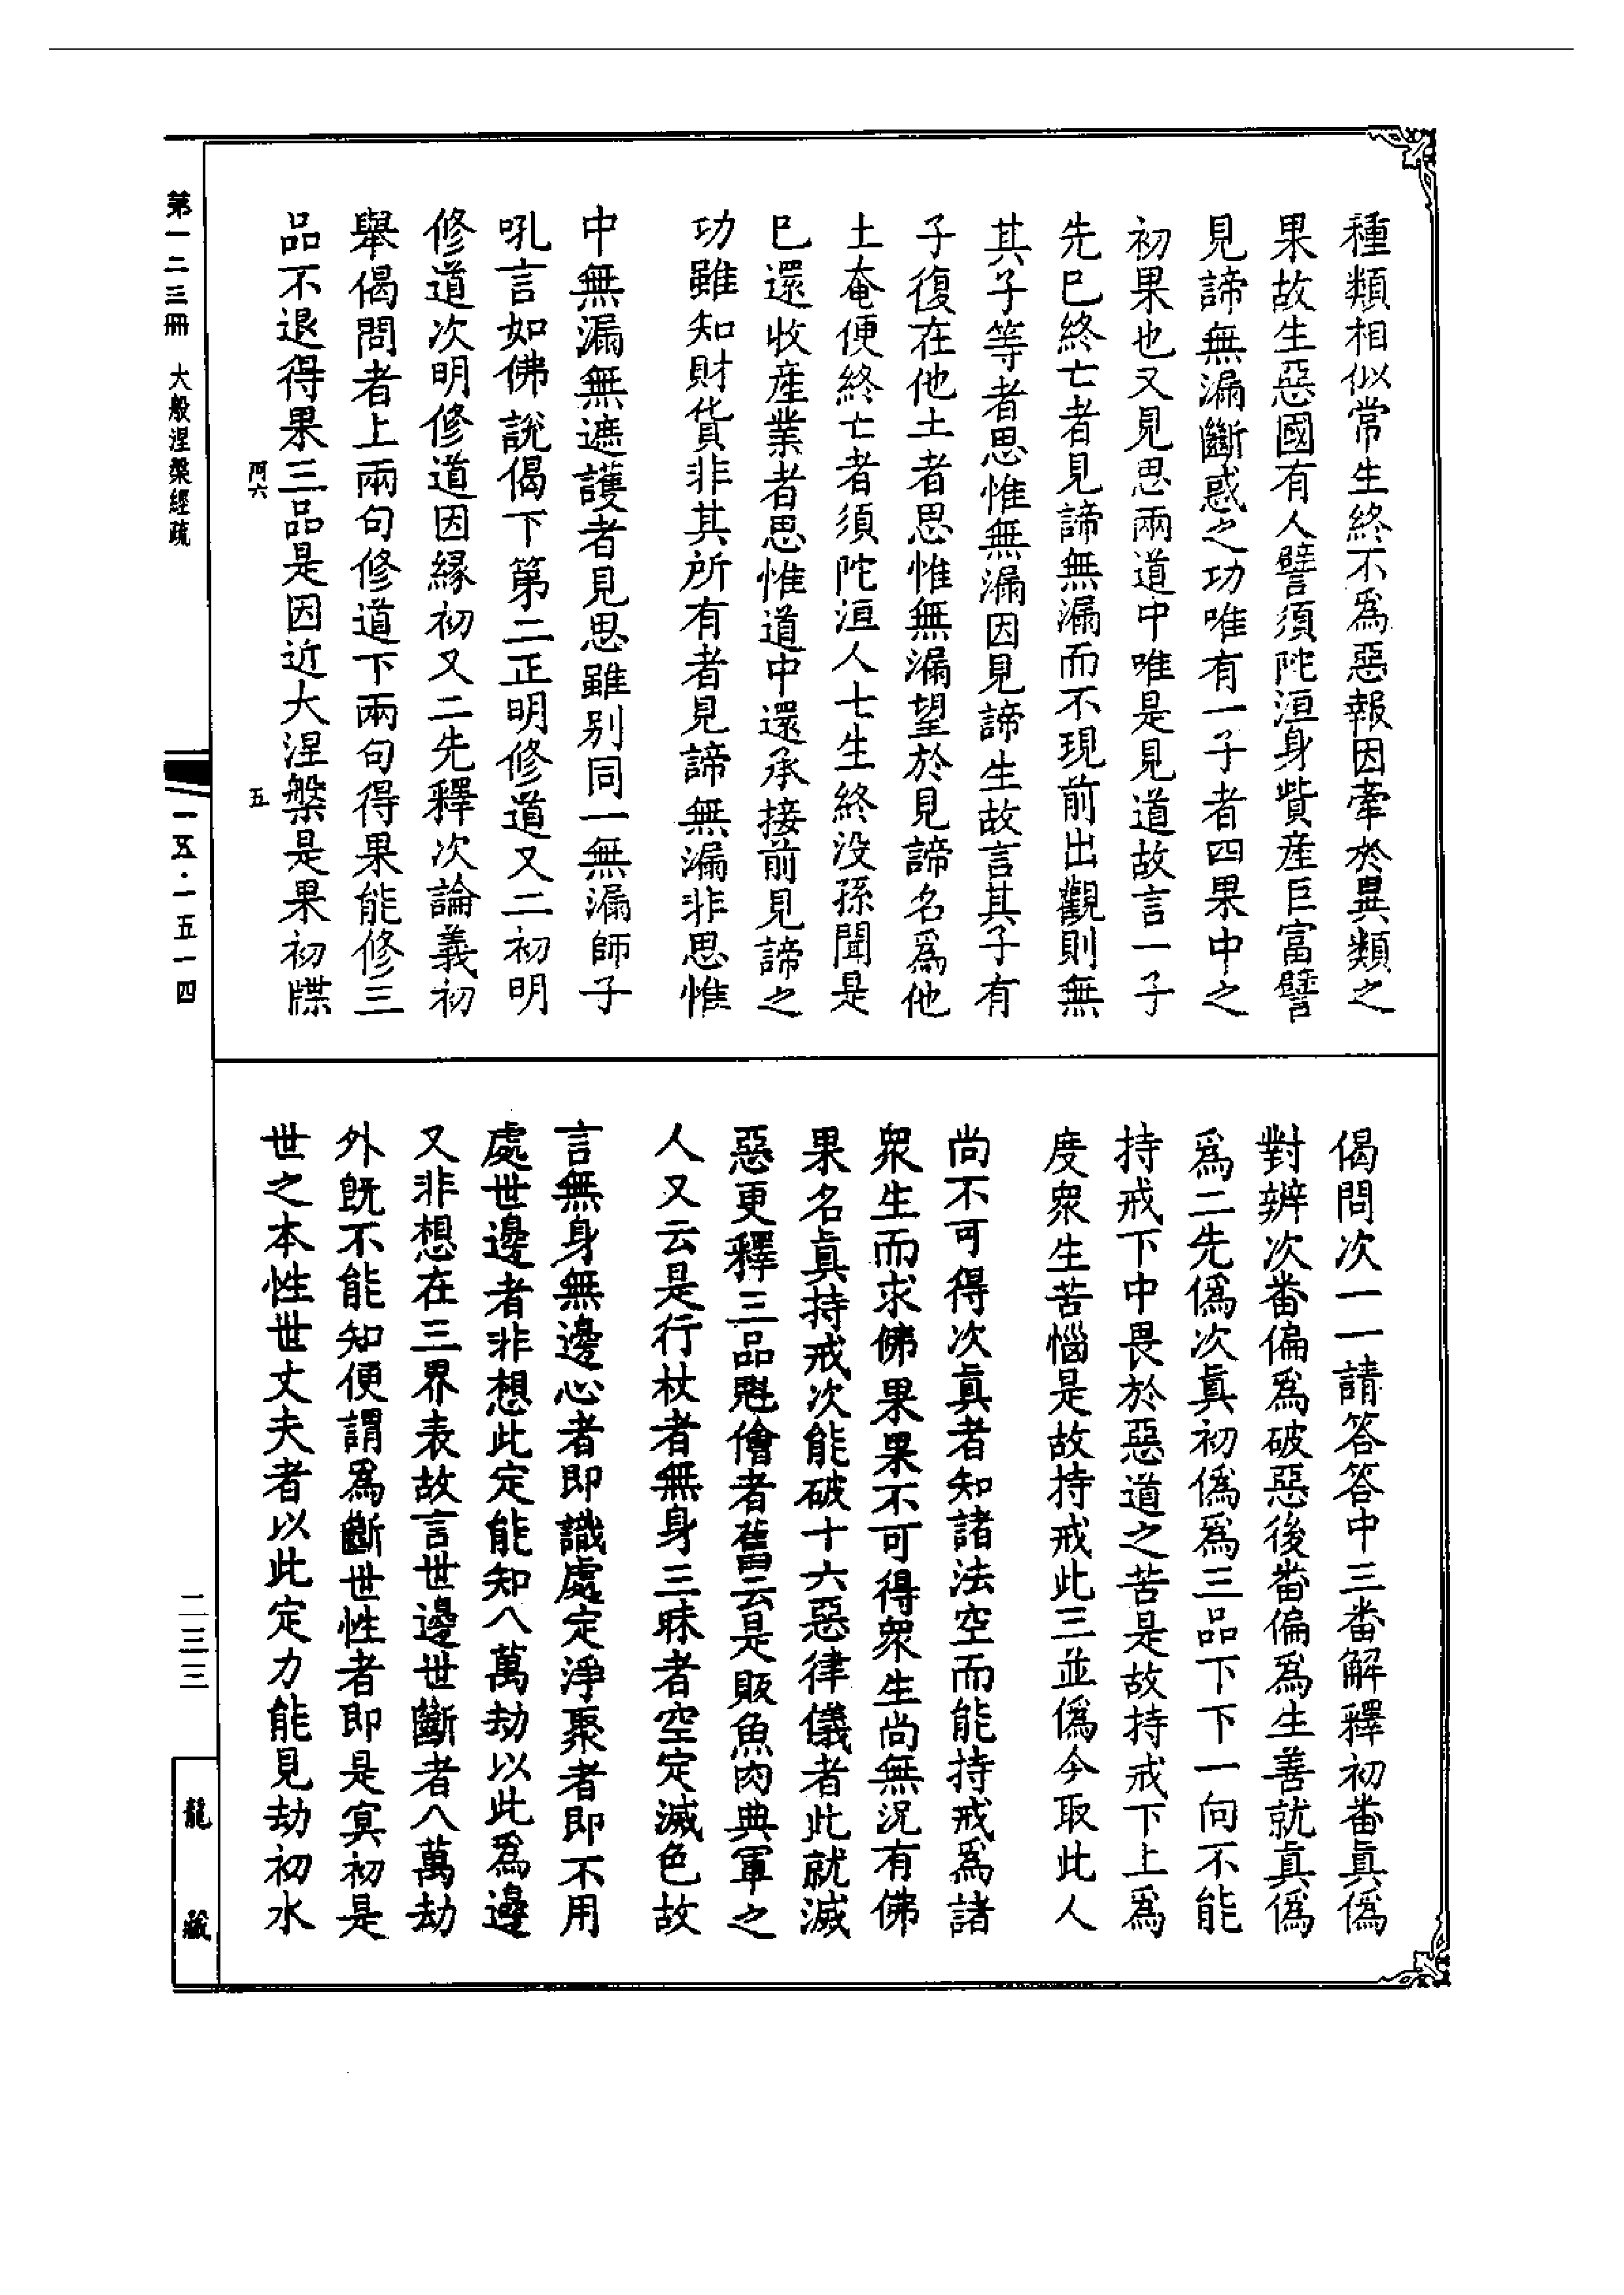 種類相似常生終不爲惡報因牽於異類之
果故生惡國有人譬須陀洹身貲産巨富譬
見諦無漏斷惑之功唯有一子者四果中之
初果也又見思兩道中唯是見道故言一子
先巳終亡者見諦無漏而不現前出觀則無
其子等者思惟無漏因見諦生故言其子有
子復在他土者思惟無漏望於見諦名爲他
土奄便終亡者須陀洹人七生終没孫聞是
巳還收産業者思惟道中還承接前見諦之
功雖知財貨非其所有者見諦無漏非思惟
中無漏無遮護者見思雖别同一無漏師子
吼言如佛說偈下第二正明修道又二初明
修道次明修道因緣初又二先釋次論義初
舉偈問者上兩句修道下兩句得果能修三
品不退得果三品是因近大涅槃是果初牒
阿六
五
偈問次一一請答答中三番解釋初番眞僞
對辨次番偏爲破惡後番偏爲生善就眞僞
爲二先僞次眞初僞爲三品下下一向不能
持戒下中畏於惡道之苦是故持戒下上爲
度衆生苦惱是故持戒此三並僞今取此人
尚不可得次眞者知諸法空而能持戒爲諸
衆生而求佛果果不可得衆生尚無況有佛
果名眞持戒次能破十六惡律儀者此就滅
惡更釋三品魁儈者舊云是販魚肉典軍之
人又云是行杖者無身三昧者空定滅色故
言無身無邊心者即識處定淨聚者即不用
處世邊者非想此定能知八萬劫以此爲邊
又非想在三界表故言世邊世斷者八萬劫
外既不能知便謂爲斷世性者即是冥初是
世之本性世丈夫者以此定力能見劫初水
第一二三冊 大般涅槃經疏
一五·一五一四
二三三
龍藏